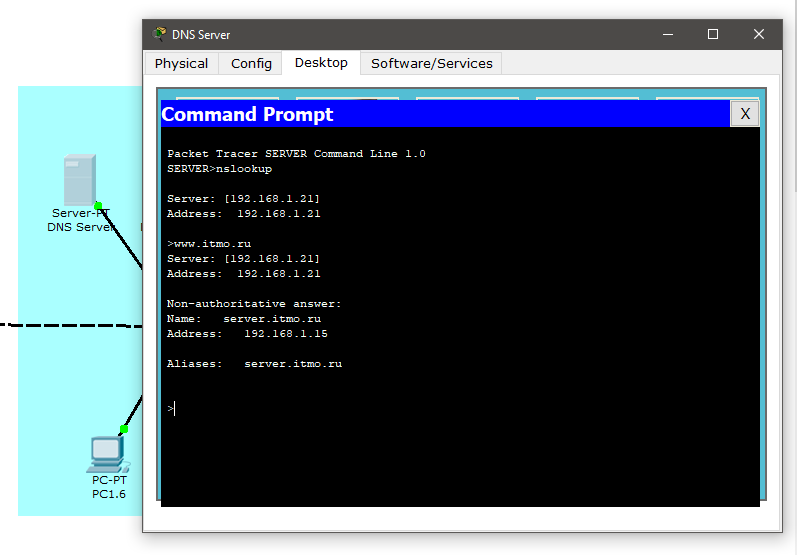 DNS Server
Physical Config Desktop Software/Services
Command Prompt X
Packet Tracer SERVER Command Line 1.0
SERVER>nslookup
Server: [192.168.1.21]
Address: 192.168.1.21
>www.itmo.ru
Server: [192.168.1.21]
Address: 192.168.1.21
Non-authoritative answer:
Name: server.itmo.ru
Address: 192.168.1.15
Aliases: server.itmo.ru
>
Server-PT
DNS Server
PC-PT
PC1.6